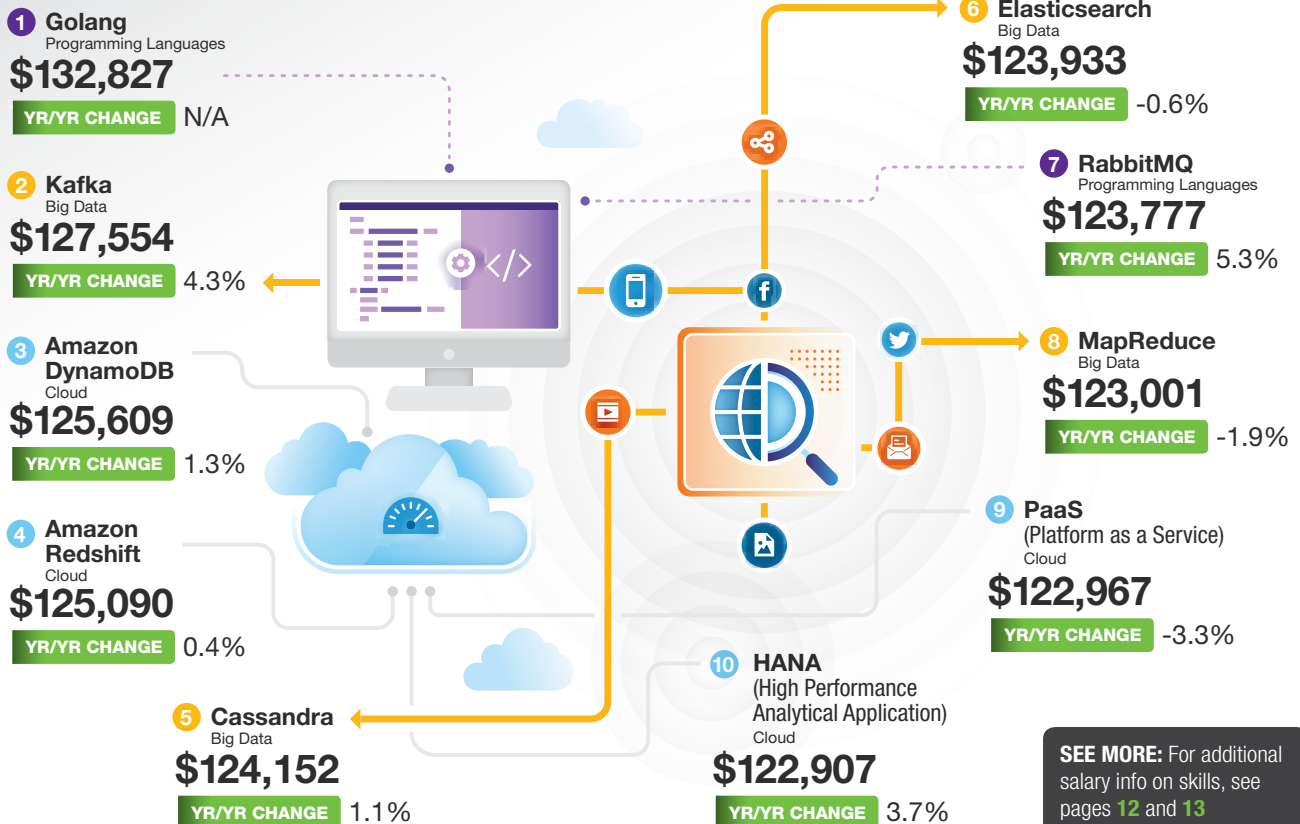 1 Golang
Programming Languages
$132,827
YR/YR CHANGE N/A
2 Kafka
Big Data
$127,554
YR/YR CHANGE 4.3%
3 Amazon
DynamoDB
Cloud
$125,609
YR/YR CHANGE 1.3%
4 Amazon
Redshift
Cloud
$125,090
YR/YR CHANGE 0.4%
5 Cassandra
Big Data
$124,152
YR/YR CHANGE 1.1%
</>
f
6 Elasticsearch
Big Data
$123,933
YR/YR CHANGE -0.6%
7 RabbitMQ
Programming Languages
$123,777
YR/YR CHANGE 5.3%
8 MapReduce
Big Data
$123,001
YR/YR CHANGE -1.9%
9 PaaS
(Platform as a Service)
Cloud
$122,967
YR/YR CHANGE -3.3%
10 HANA
(High Performance
Analytical Application)
Cloud
$122,907
YR/YR CHANGE 3.7%
SEE MORE: For additional
salary info on skills, see
pages 12 and 13